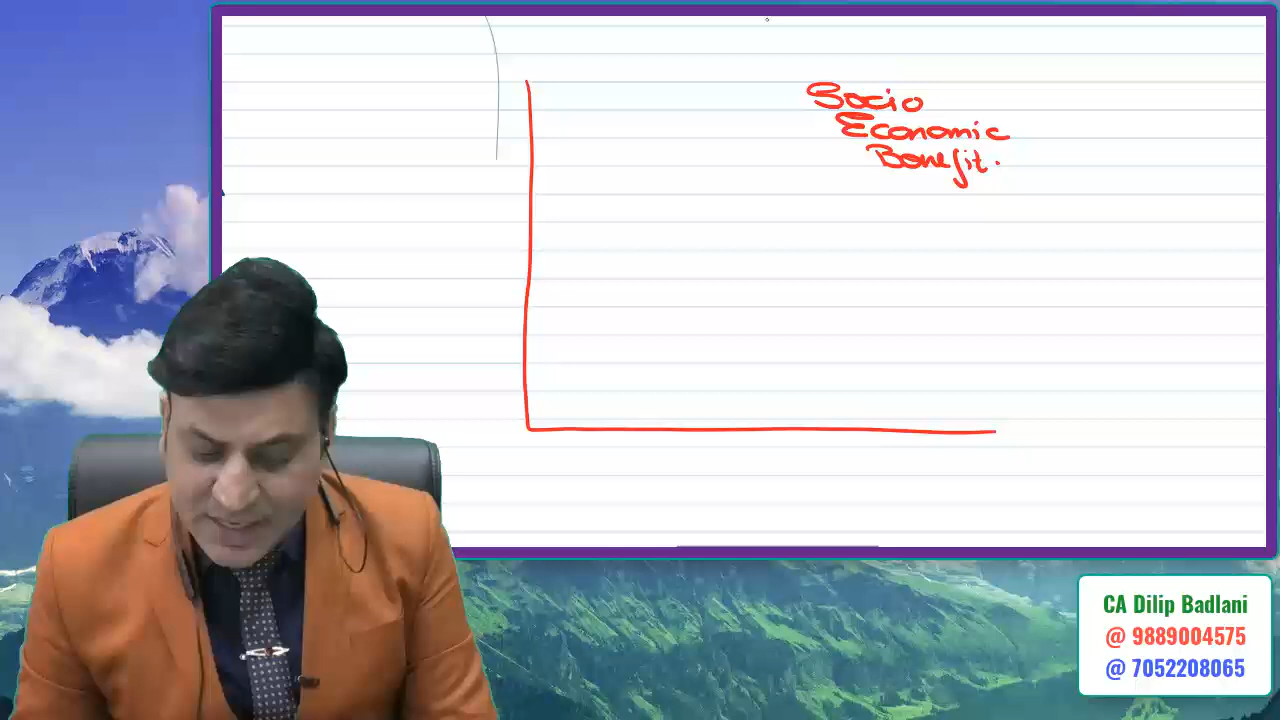 Socio
Economic
Benefit.
CA Dilip Badlani
@ 9889004575
@ 7052208065